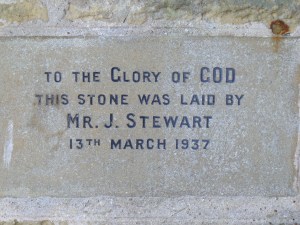 TO THE GLORY OF GOD
THIS STONE WAS LAID BY
MR. J. STEWART
13TH MARCH 1937